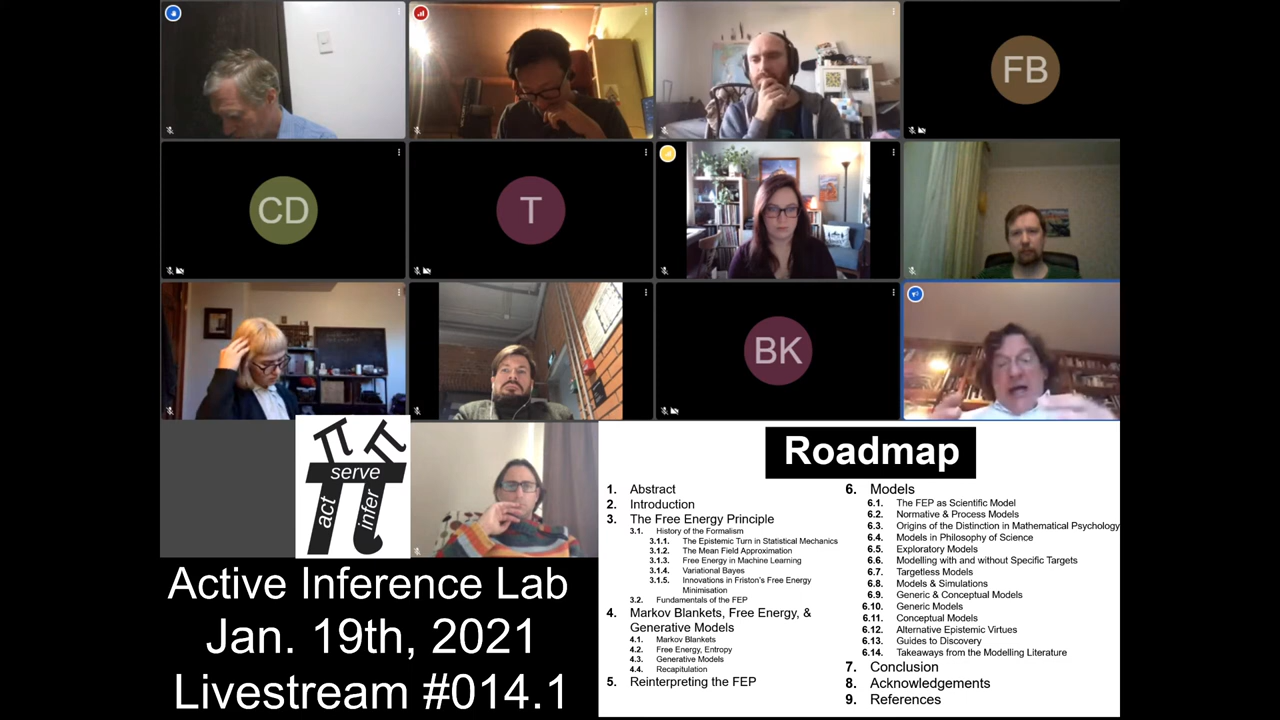 FB
CD
T
BK
π π
serve
π
act
infer
Active Inference Lab
Jan. 19th, 2021
Livestream #014.1
Roadmap
1. Abstract
2. Introduction
3. The Free Energy Principle
3.1. History of the Formalism
3.1.1. The Epistemic Turn in Statistical Mechanics
3.1.2. The Mean Field Approximation
3.1.3. Free Energy in Machine Learning
3.1.4. Variational Bayes
3.1.5. Innovations in Friston's Free Energy
Minimisation
3.2. Fundamentals of the FEP
4. Markov Blankets, Free Energy, &
Generative Models
4.1. Markov Blankets
4.2. Free Energy, Entropy
4.3. Generative Models
4.4. Recapitulation
5. Reinterpreting the FEP
6. Models
6.1. The FEP as Scientific Model
6.2. Normative & Process Models
6.3. Origins of the Distinction in Mathematical Psychology
6.4. Models in Philosophy of Science
6.5. Exploratory Models
6.6. Modelling with and without Specific Targets
6.7. Targetless Models
6.8. Models & Simulations
6.9. Generic & Conceptual Models
6.10. Generic Models
6.11. Conceptual Models
6.12. Alternative Epistemic Virtues
6.13. Guides to Discovery
6.14. Takeaways from the Modelling Literature
7. Conclusion
8. Acknowledgements
9. References